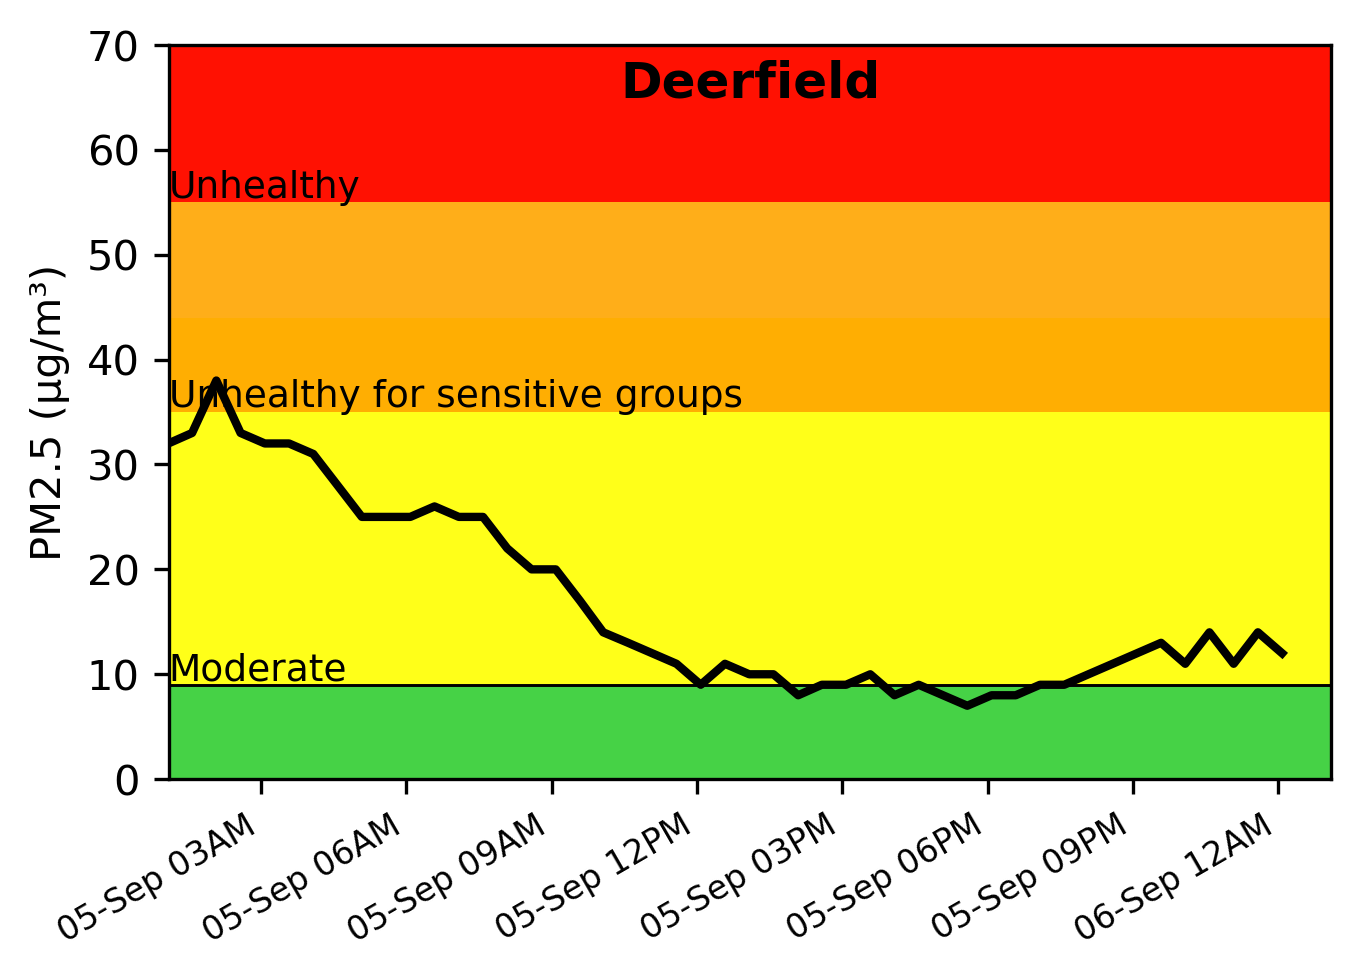 Deerfield
PM2.5 (µg/m³)
70
60
50
40
30
20
10
0
Unhealthy
Unhealthy for sensitive groups
Moderate
05-Sep 03AM
05-Sep 06AM
05-Sep 09AM
05-Sep 12PM
05-Sep 03PM
05-Sep 06PM
05-Sep 09PM
06-Sep 12AM